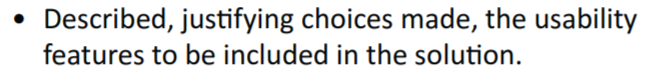 • Described, justifying choices made, the usability
features to be included in the solution.